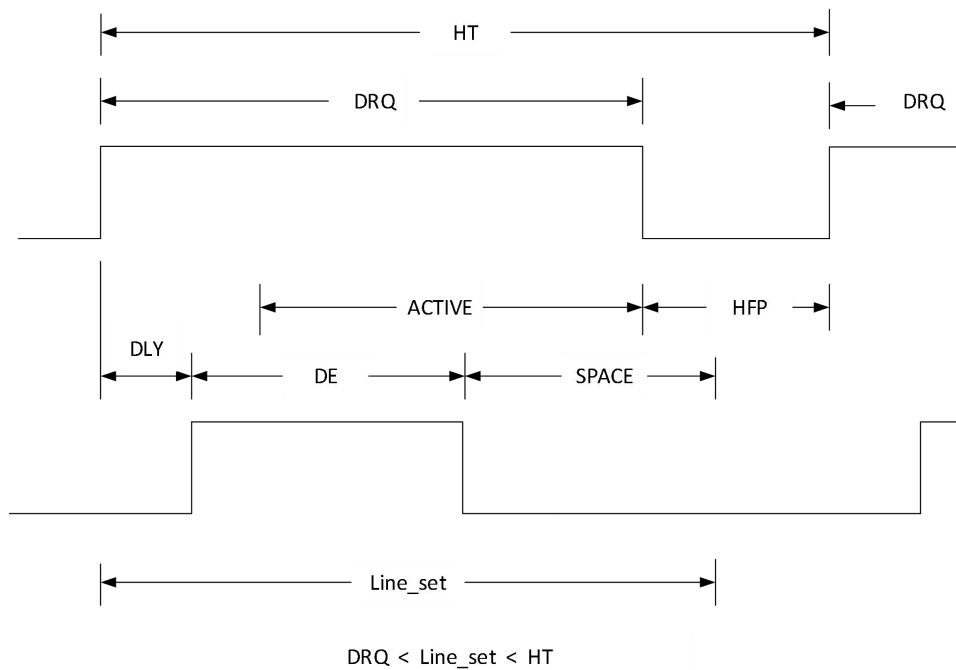 HT
DRQ DRQ
ACTIVE HFP
DLY
DE SPACE
Line_set
DRQ < Line_set < HT